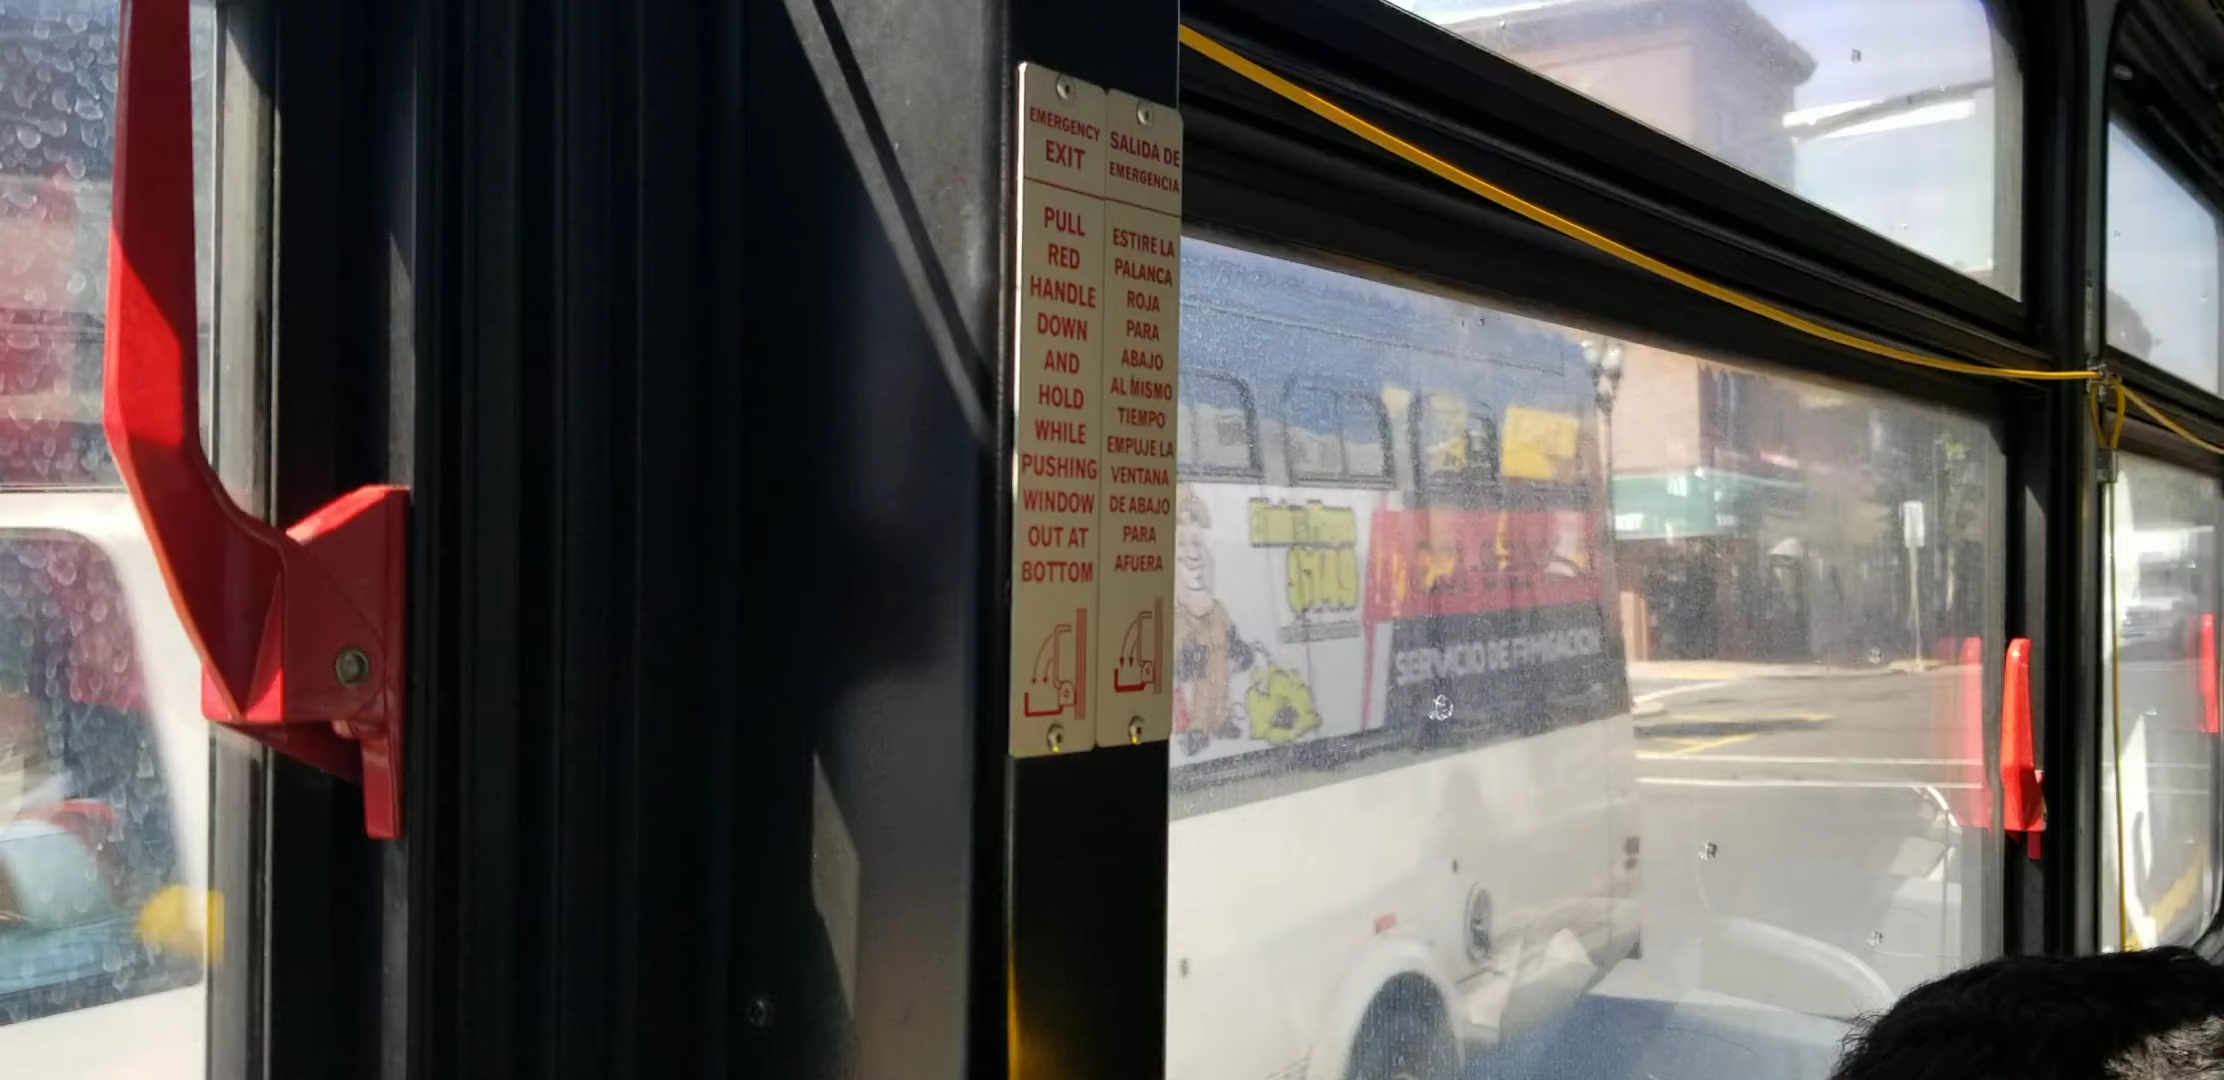 EMERGENCY
EXIT
PULL
RED
HANDLE
DOWN
AND
HOLD
WHILE
PUSHING
WINDOW
OUT AT
BOTTOM
SALIDA DE
EMERGENCIA
ESTIRE LA
PALANCA
ROJA
PARA
ABAJO
AL MISMO
TIEMPO
EMPUJE LA
VENTANA
DE ABAJO
PARA
AFUERA
SERVICIO DE FUMIGACION